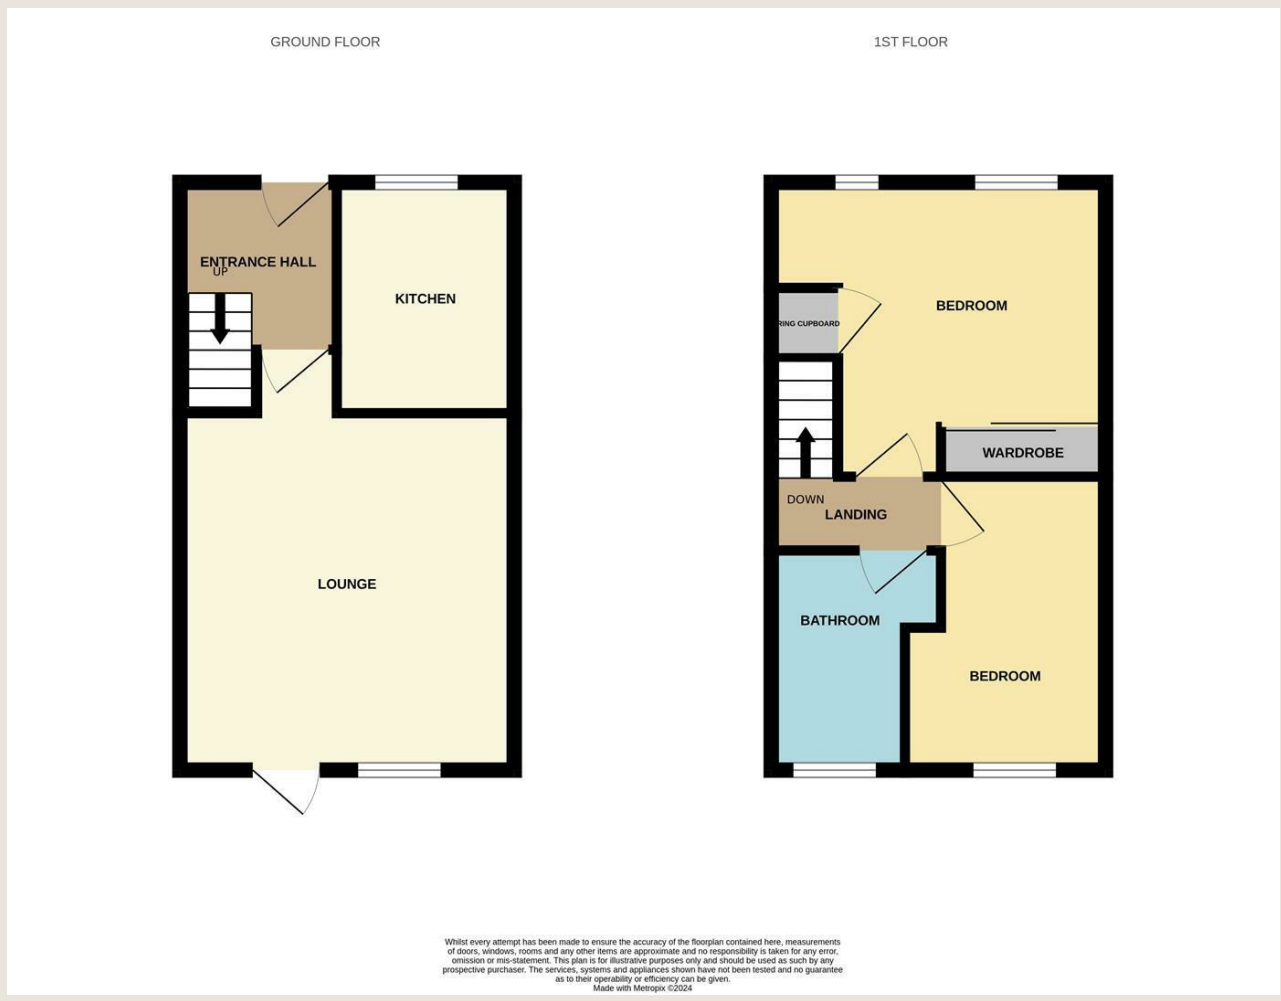 GROUND FLOOR
1ST FLOOR
ENTRANCE HALL
UP
KITCHEN
LOUNGE
BEDROOM
RING CUPBOARD
WARDROBE
DOWN
LANDING
BATHROOM
BEDROOM
Whilst every attempt has been made to ensure the accuracy of the floorplan contained here, measurements
of doors, windows, rooms and any other items are approximate and no responsibility is taken for any error,
omission or mis-statement. This plan is for illustrative purposes only and should be used as such by any
prospective purchaser. The services, systems and appliances shown have not been tested and no guarantee
as to their operability or efficiency can be given.
Made with Metropix ©2024